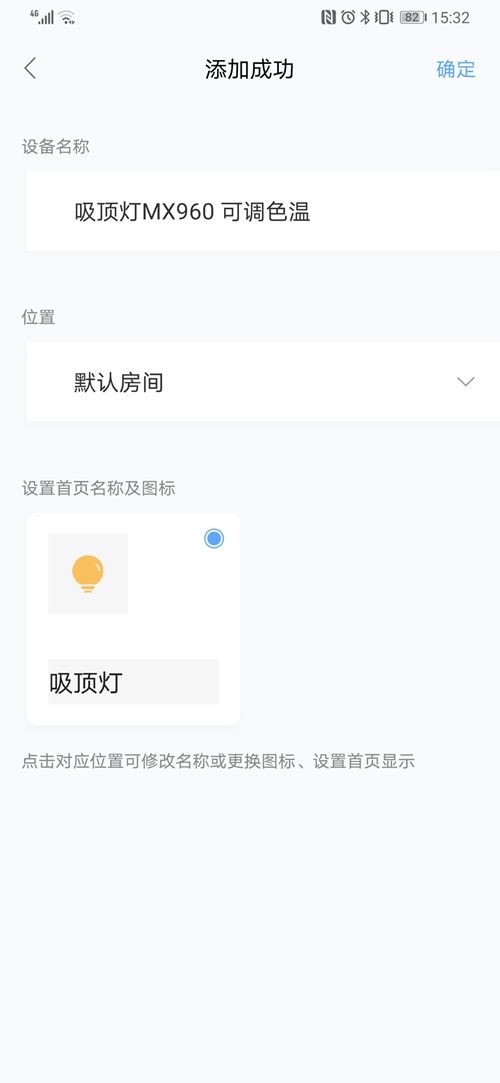 4G
82
15:32
添加成功
确定
设备名称
吸顶灯MX960 可调色温
位置
默认房间
设置首页名称及图标
吸顶灯
点击对应位置可修改名称或更换图标、设置首页显示